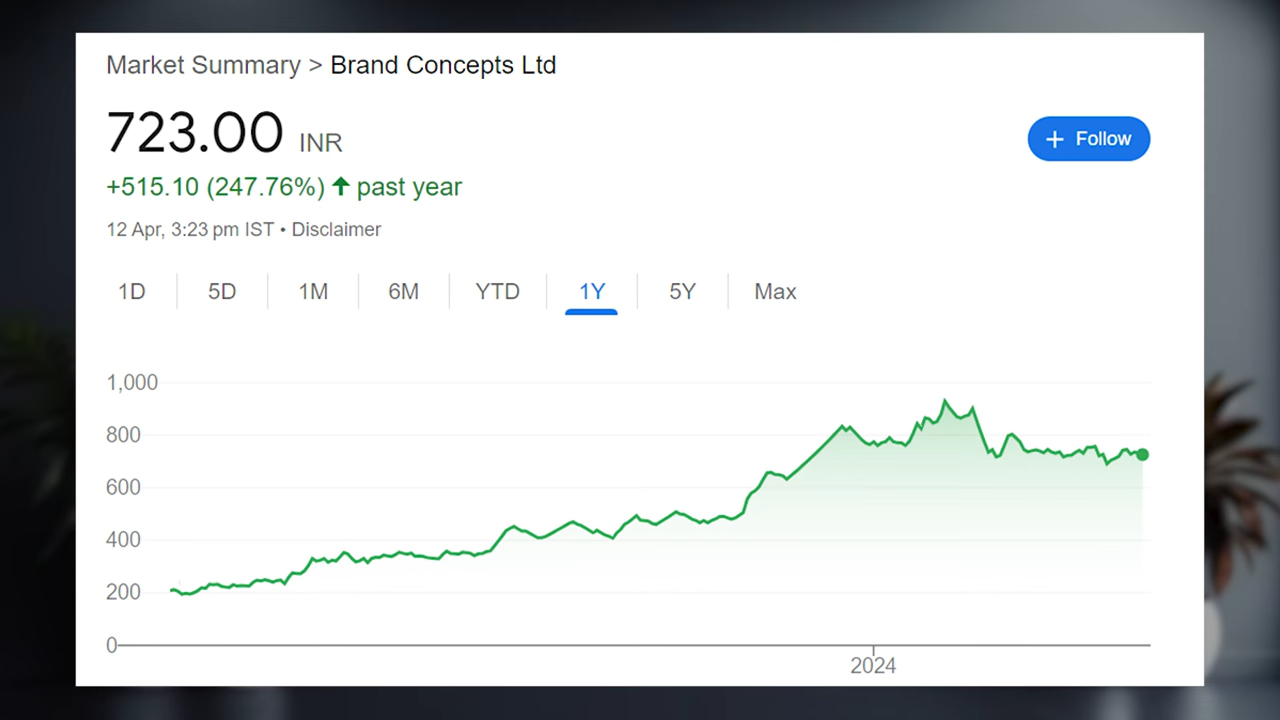 Market Summary > Brand Concepts Ltd
723.00 INR
+ Follow
+515.10 (247.76%) ↑ past year
12 Apr, 3:23 pm IST • Disclaimer
1D 5D 1M 6M YTD 1Y 5Y Max
1,000
800
600
400
200
0
2024